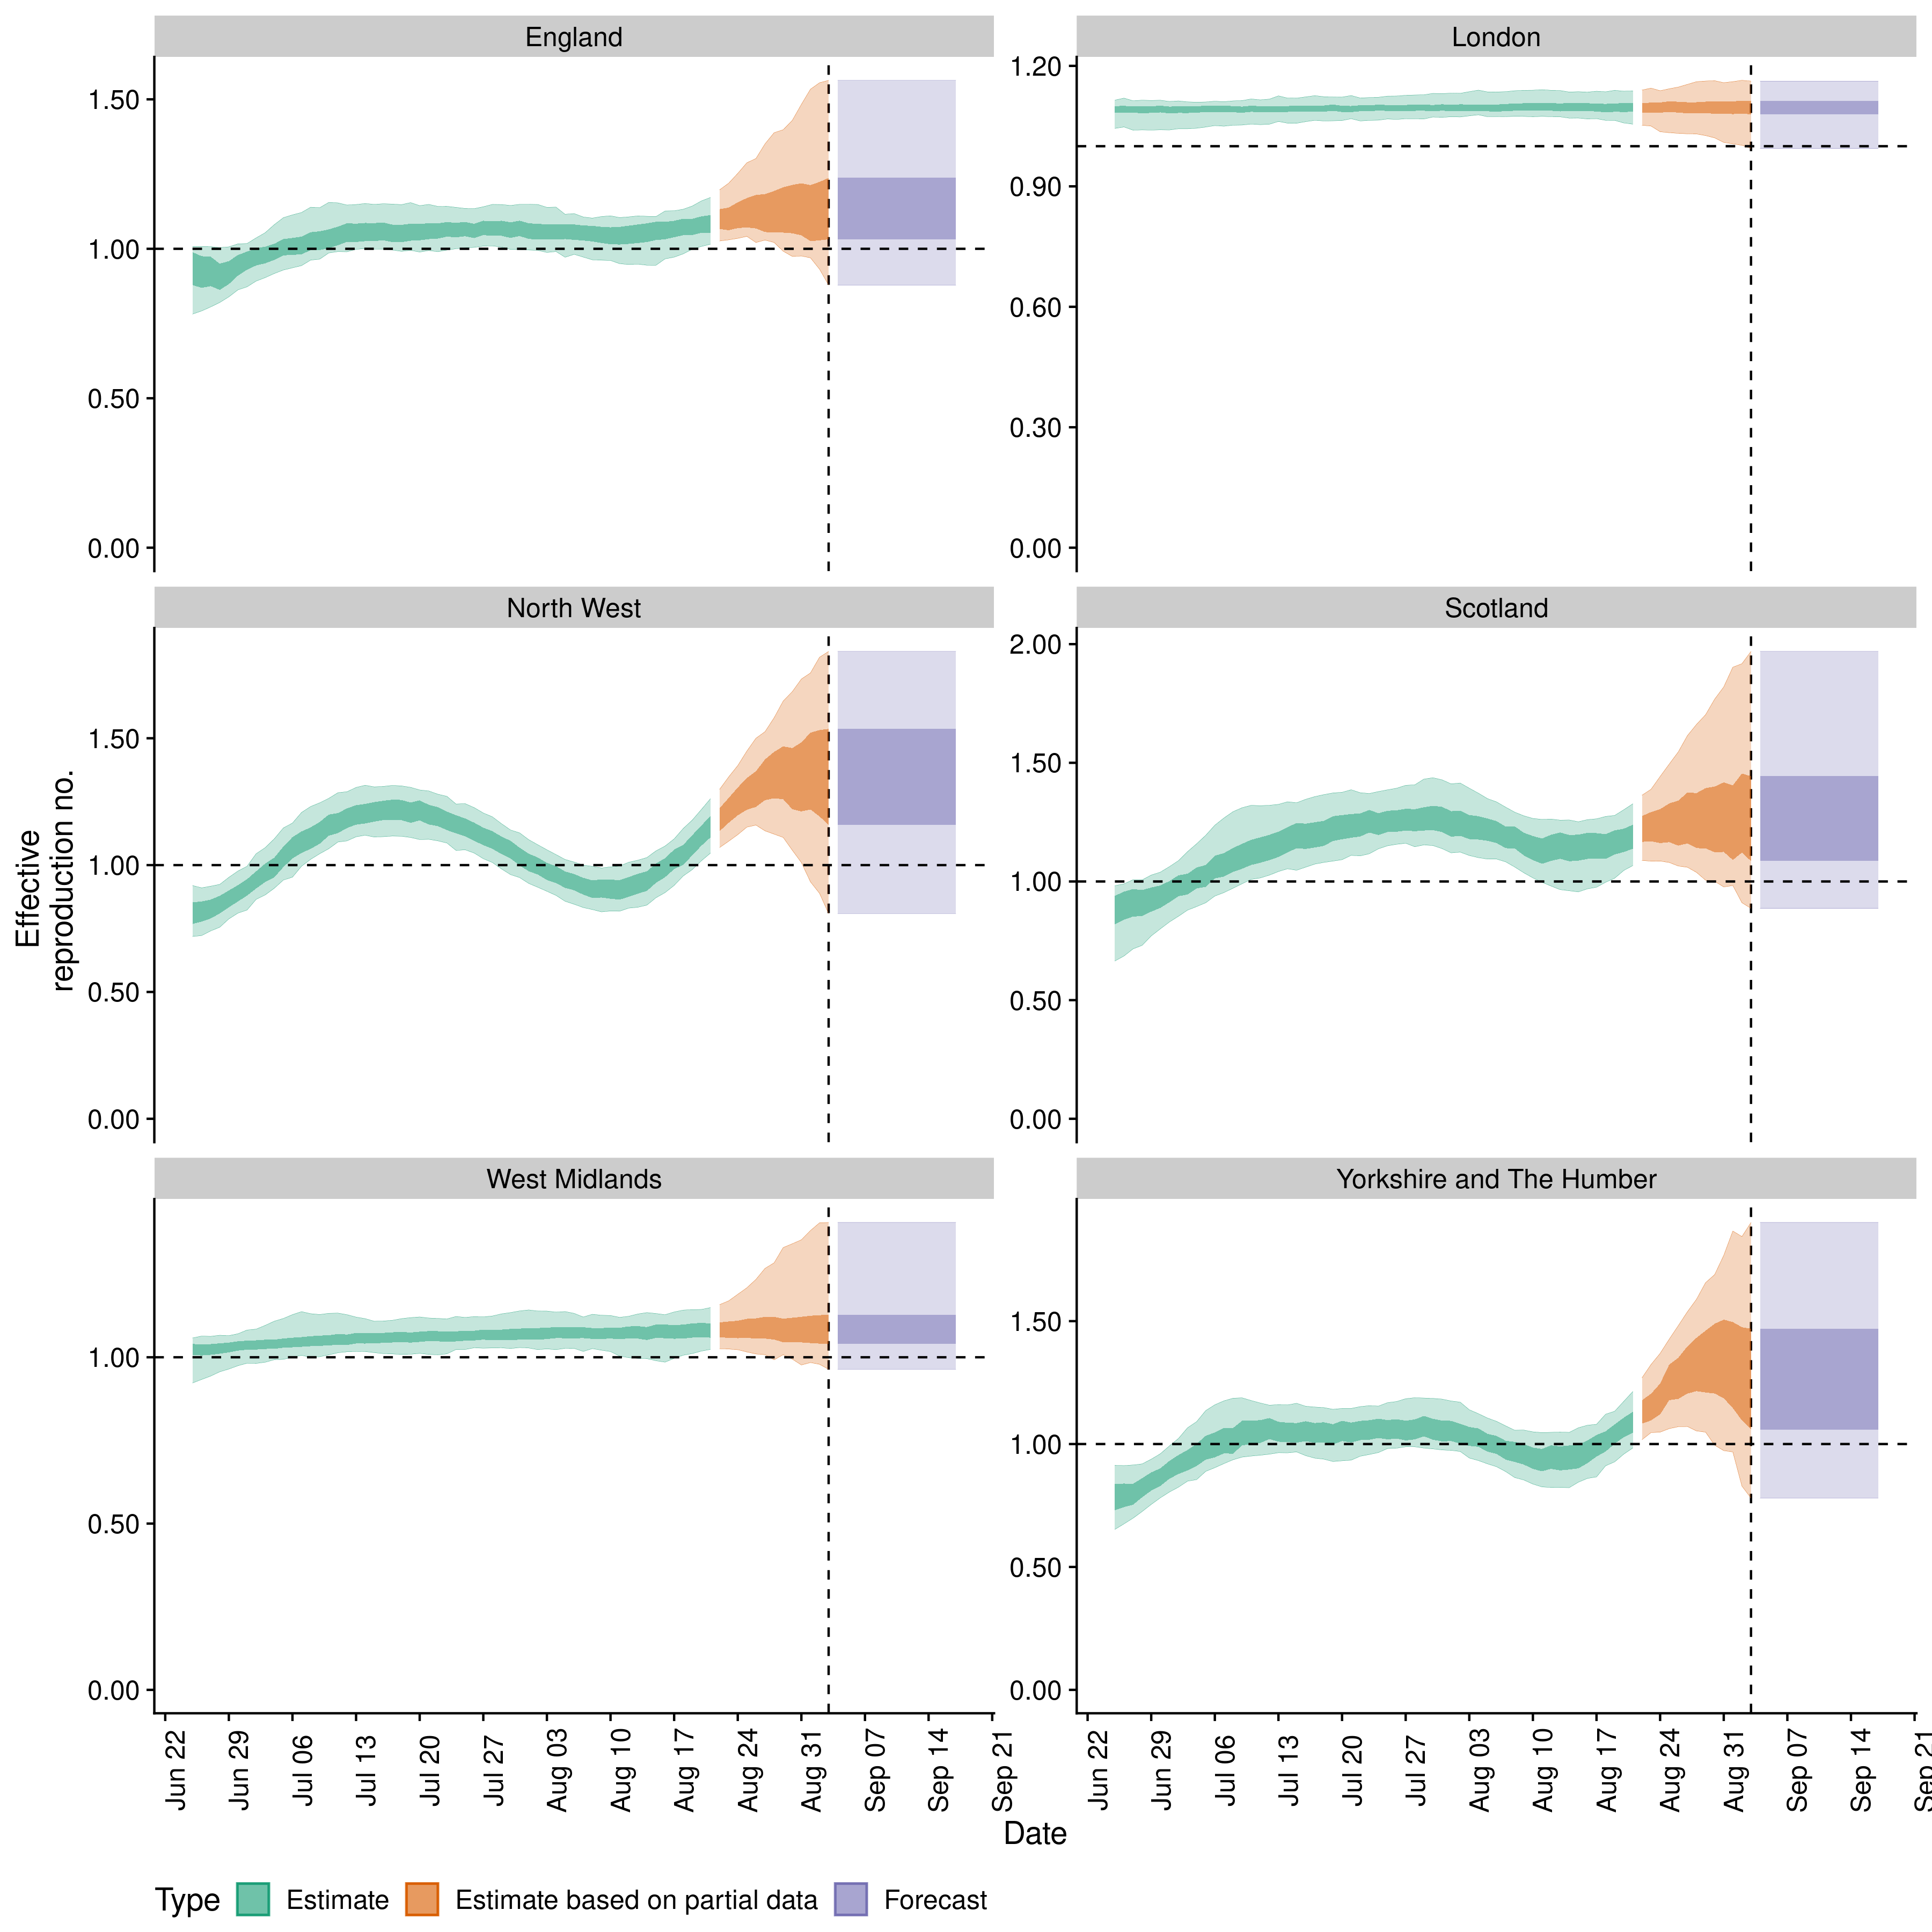 England
London
1.50
1.00
0.50
0.00
1.20
0.90
0.60
0.30
0.00
North West
Scotland
1.50
1.00
0.50
0.00
2.00
1.50
1.00
0.50
0.00
Effective
reproduction no.
West Midlands
Yorkshire and The Humber
1.00
0.50
0.00
1.50
1.00
0.50
0.00
Jun 22
Jun 29
Jul 06
Jul 13
Jul 20
Jul 27
Aug 03
Aug 10
Aug 17
Aug 24
Aug 31
Sep 07
Sep 14
Sep 21
Jun 22
Jun 29
Jul 06
Jul 13
Jul 20
Jul 27
Aug 03
Aug 10
Aug 17
Aug 24
Aug 31
Sep 07
Sep 14
Sep 21
Date
Type Estimate Estimate based on partial data Forecast